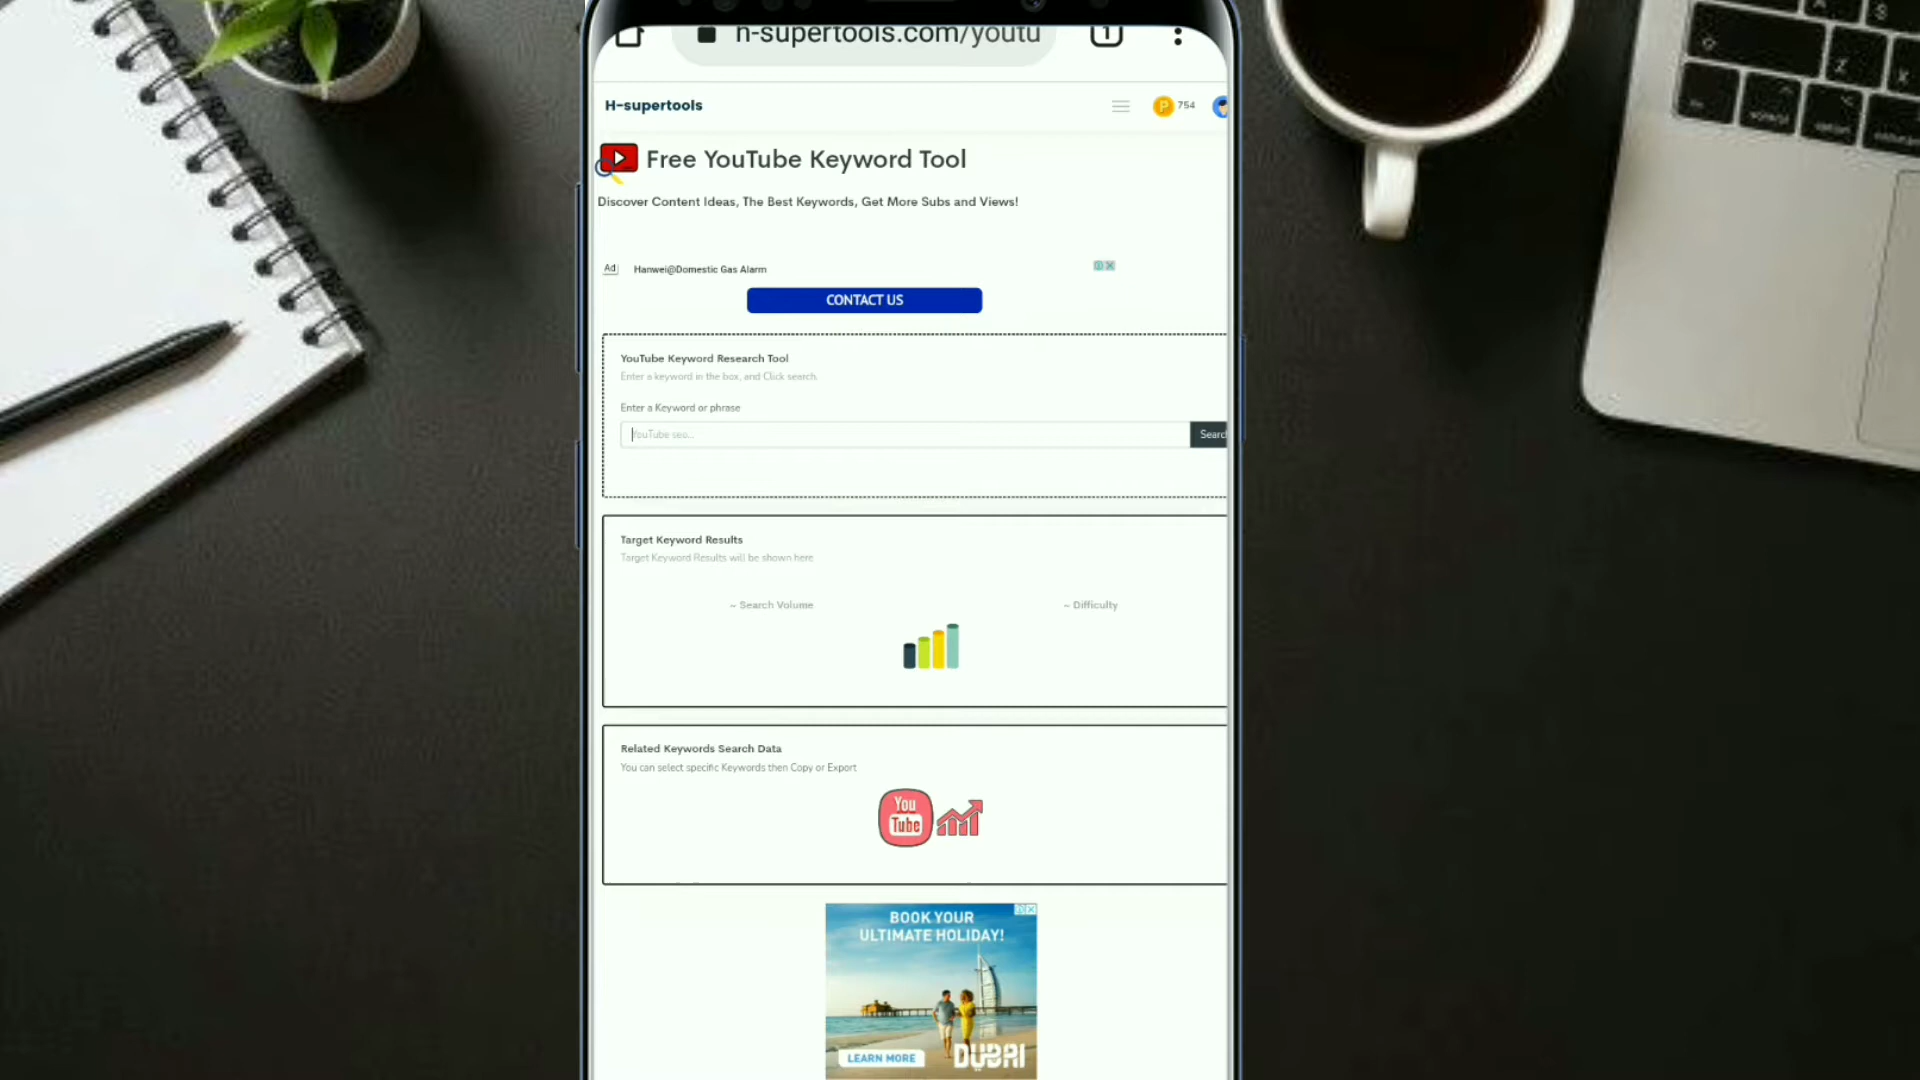 h-supertools.com/youtu
1
H-supertools
P 754
Free YouTube Keyword Tool
Discover Content Ideas, The Best Keywords, Get More Subs and Views!
Ad Hanwei@Domestic Gas Alarm
CONTACT US
YouTube Keyword Research Tool
Enter a keyword in the box, and Click search.
Enter a Keyword or phrase
YouTube seo...
Search
Target Keyword Results
Target Keyword Results will be shown here
~ Search Volume
~ Difficulty
Related Keywords Search Data
You can select specific Keywords then Copy or Export
You
Tube
BOOK YOUR
ULTIMATE HOLIDAY!
LEARN MORE
DUBAI